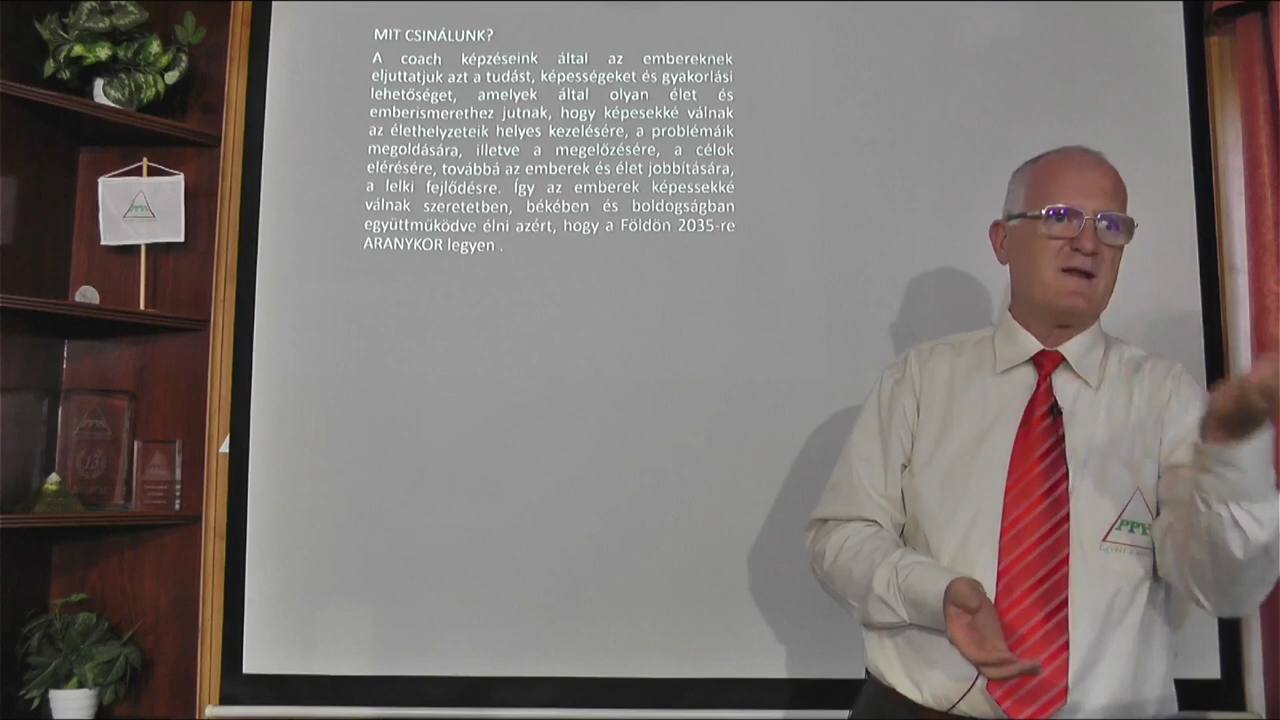 MIT CSINÁLUNK?
A coach képzéseink által az embereknek
eljuttatjuk azt a tudást, képességeket és gyakorlási
lehetőséget, amelyek által olyan élet és
emberismerethez jutnak, hogy képesekké válnak
az élethelyzeteik helyes kezelésére, a problémáik
megoldására, illetve a megelőzésére, a célok
elérésére, továbbá az emberek és élet jobbítására,
a lelki fejlődésre. Így az emberek képessekké
válnak szeretetben, békében és boldogságban
együttműködve élni azért, hogy a Földön 2035-re
ARANYKOR legyen .
13